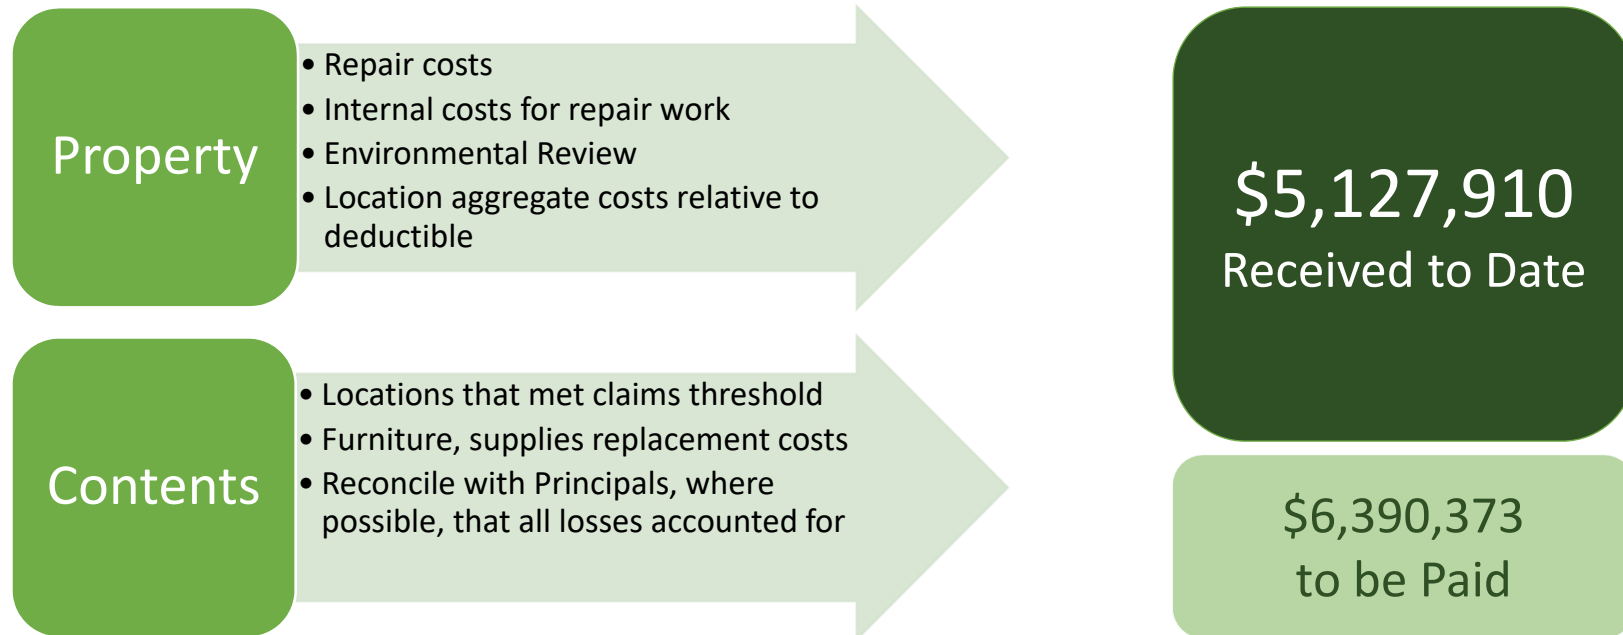 Property
• Repair costs
• Internal costs for repair work
• Environmental Review
• Location aggregate costs relative to
deductible
Contents
• Locations that met claims threshold
• Furniture, supplies replacement costs
• Reconcile with Principals, where
possible, that all losses accounted for
$5,127,910
Received to Date
$6,390,373
to be Paid